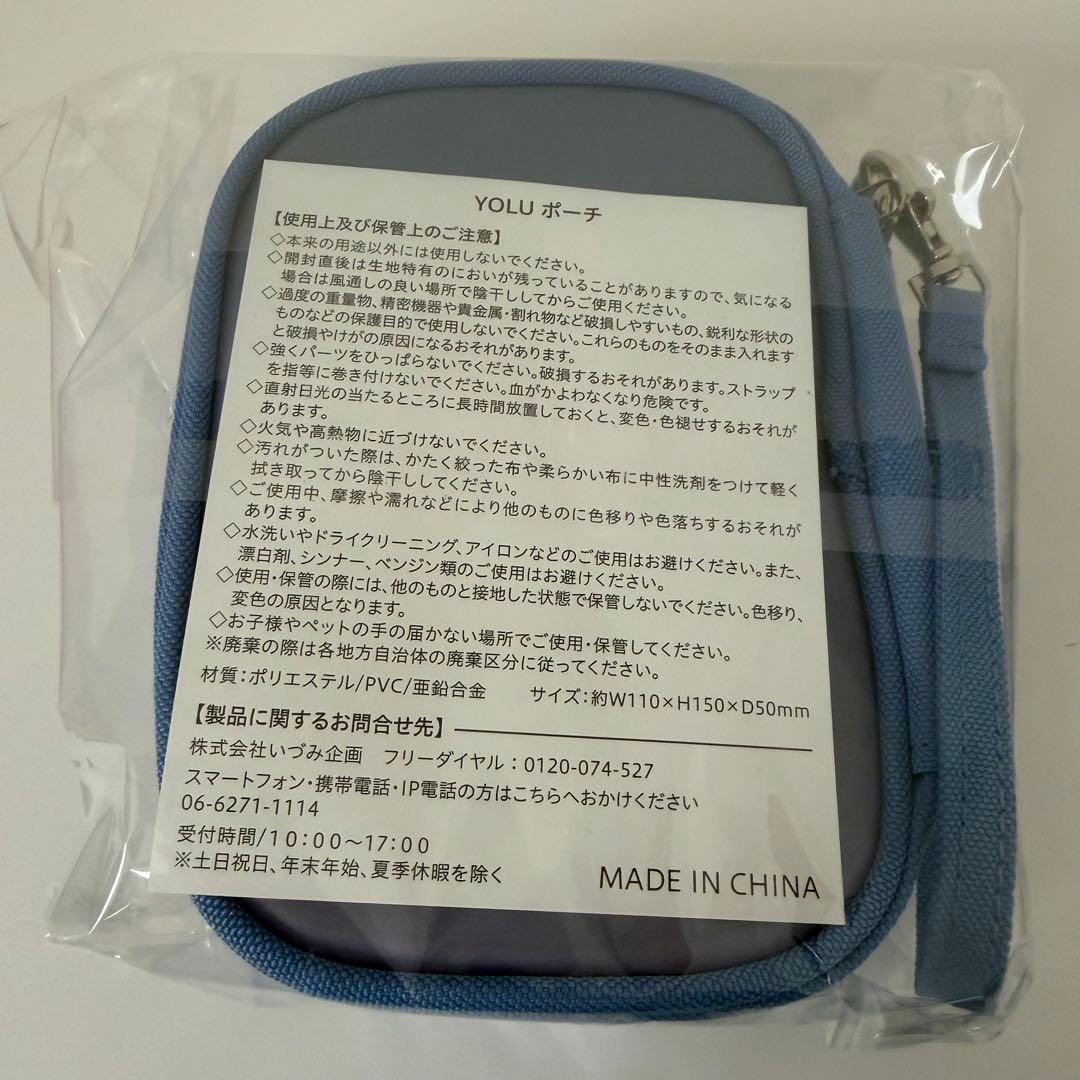 YOLU ポーチ
【使用上及び保管上のご注意】
◇本来の用途以外には使用しないでください。
◇開封直後は生地特有のにおいが残っていることがありますので、気になる
場合は風通しの良い場所で陰干ししてからご使用ください。
◇過度の重量物、精密機器や貴金属・割れ物など破損しやすいもの、鋭利な形状の
ものなどの保護目的で使用しないでください。これらのものをそのまま入れますと
と破損やけがの原因になるおそれがあります。
◇強くパーツをひっぱらないでください。破損するおそれがあります。ストラップ
を指等に巻き付けないでください。血がかよわなくなり危険です。
◇直射日光の当たるところに長時間放置しておくと、変色・色褪せするおそれが
あります。
◇火気や高熱物に近づけないでください。
◇汚れがついた際は、かたく絞った布や柔らかい布に中性洗剤をつけて軽く
拭き取ってから陰干ししてください。
◇ご使用中、摩擦や濡れなどにより他のものに色移りや色落ちするおそれが
あります。
◇水洗いやドライクリーニング、アイロンなどのご使用はお避けください。また、
漂白剤、シンナー、ベンジン類のご使用はお避けください。
◇使用・保管の際には、他のものと接地した状態で保管しないでください。色移り、
変色の原因となります。
◇お子様やペットの手の届かない場所でご使用・保管してください。
※廃棄の際は各地方自治体の廃棄区分に従ってください。
材質：ポリエステル/PVC/亜鉛合金 サイズ：約W110×H150×D50mm
【製品に関するお問合せ先】
株式会社いづみ企画 フリーダイヤル：0120-074-527
スマートフォン・携帯電話・IP電話の方はこちらへおかけください
06-6271-1114
受付時間/10：00～17：00
※土日祝日、年末年始、夏季休暇を除く
MADE IN CHINA